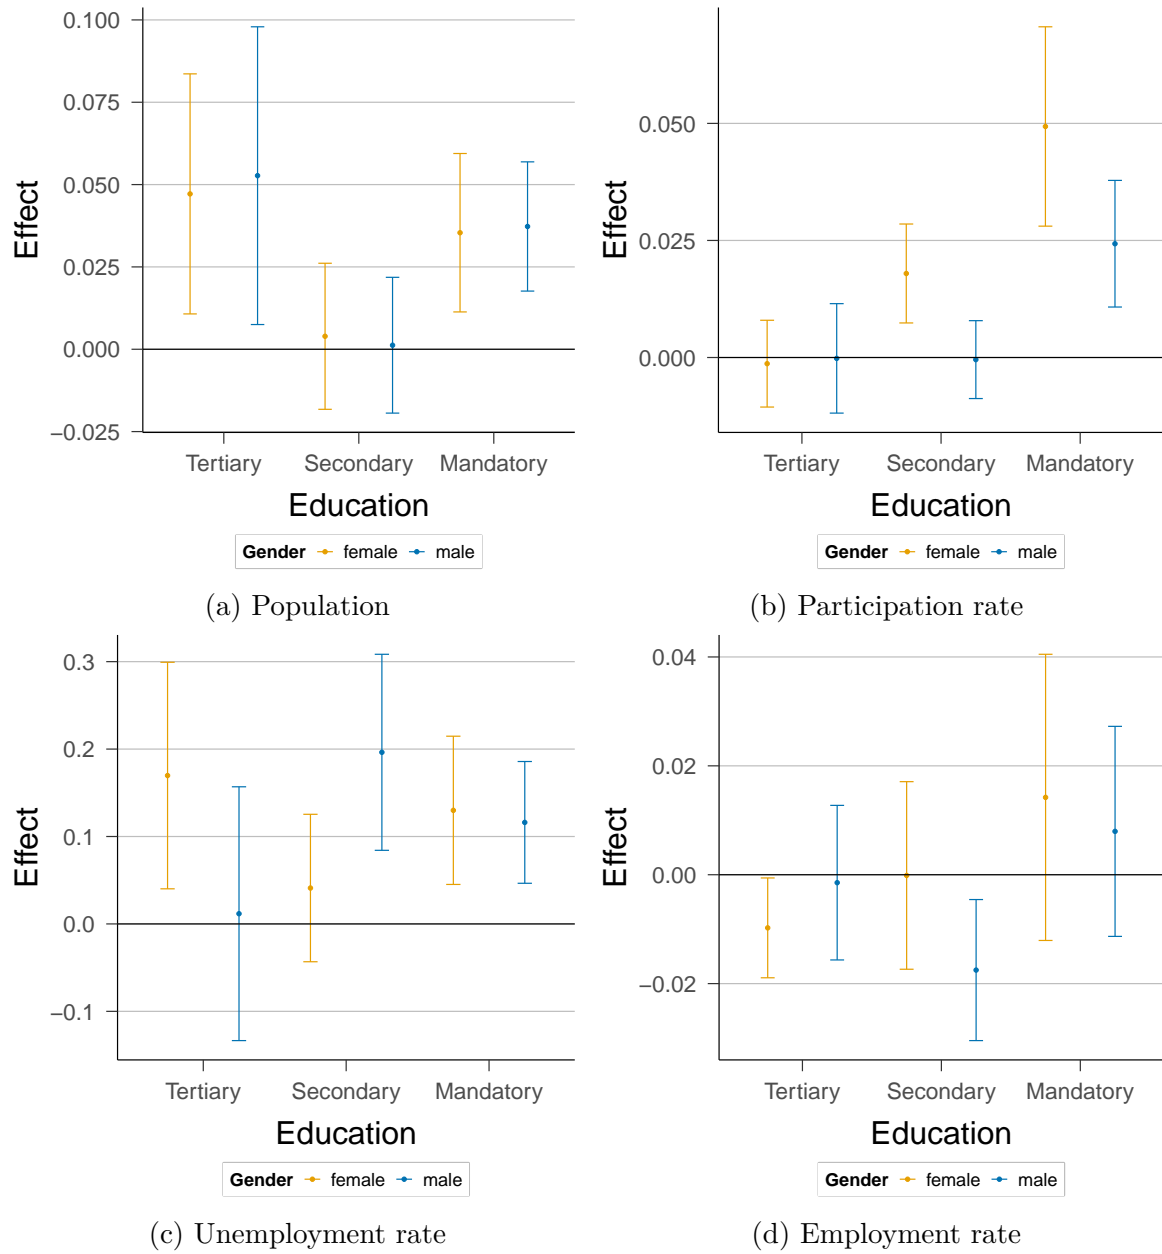 0.100
0.075
0.050
0.025
0.000
−0.025
Effect
Tertiary Secondary Mandatory
Education
Gender female male
(a) Population
0.050
0.025
0.000
Effect
Tertiary Secondary Mandatory
Education
Gender female male
(b) Participation rate
0.3
0.2
0.1
0.0
−0.1
Effect
Tertiary Secondary Mandatory
Education
Gender female male
(c) Unemployment rate
0.04
0.02
0.00
−0.02
Effect
Tertiary Secondary Mandatory
Education
Gender female male
(d) Employment rate